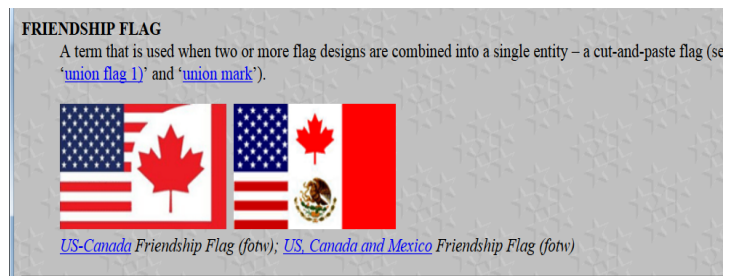 FRIENDSHIP FLAG
A term that is used when two or more flag designs are combined into a single entity – a cut-and-paste flag (se
‘union flag 1)’ and ‘union mark’).
US-Canada Friendship Flag (fotw); US, Canada and Mexico Friendship Flag (fotw)